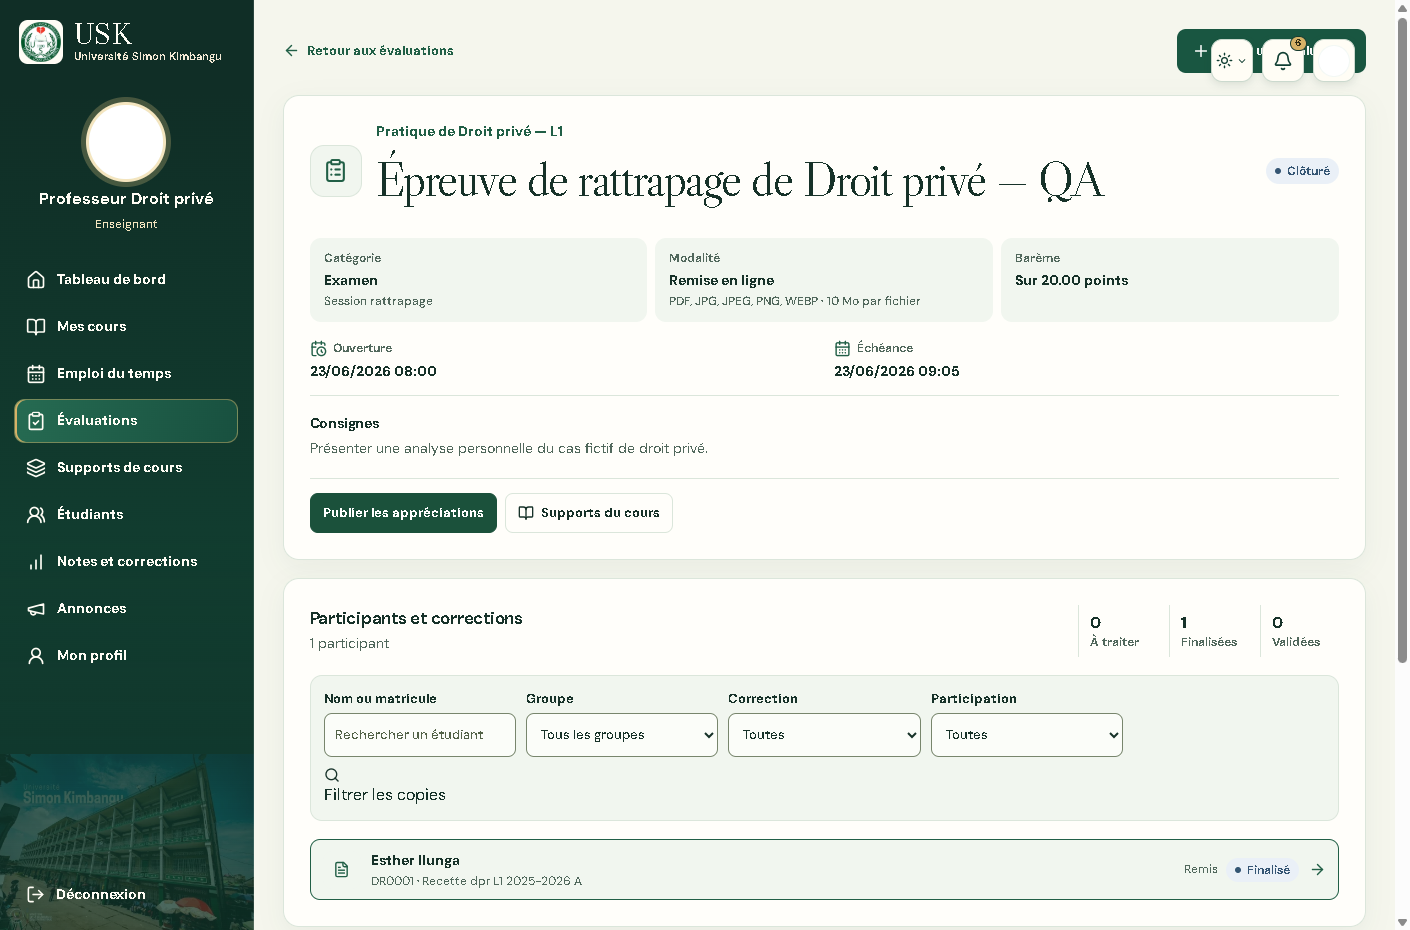 USK
Université Simon Kimbangu
Professeur Droit privé
Enseignant
Tableau de bord
Mes cours
Emploi du temps
Évaluations
Supports de cours
Étudiants
Notes et corrections
Annonces
Mon profil
Simon Kimbangu
Déconnexion
Retour aux évaluations
6
Pratique de Droit privé — L1
Épreuve de rattrapage de Droit privé — QA
Clôturé
Catégorie
Examen
Session rattrapage
Modalité
Remise en ligne
PDF, JPG, JPEG, PNG, WEBP · 10 Mo par fichier
Barème
Sur 20.00 points
Ouverture
23/06/2026 08:00
Échéance
23/06/2026 09:05
Consignes
Présenter une analyse personnelle du cas fictif de droit privé.
Publier les appréciations
Supports du cours
Participants et corrections
1 participant
0
À traiter
1
Finalisées
0
Validées
Nom ou matricule
Rechercher un étudiant
Groupe
Tous les groupes
Correction
Toutes
Participation
Toutes
Filtrer les copies
Esther Ilunga
DR0001 · Recette dpr L1 2025-2026 A
Remis
Finalisé